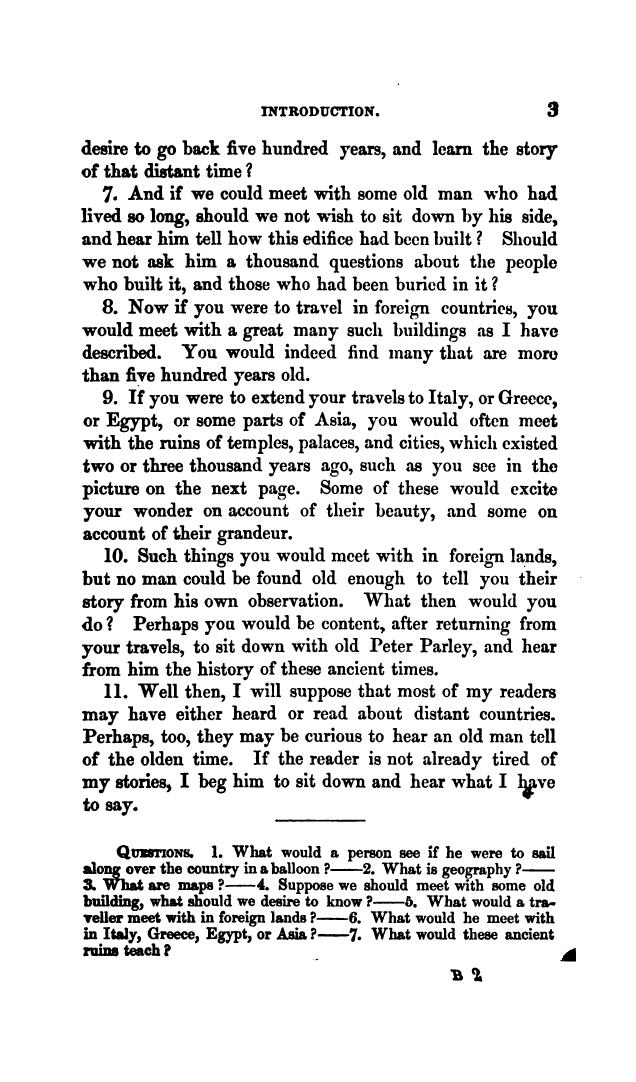 INTRODUCTION. 3
desire to go back five hundred years, and learn the story
of that distant time?
7. And if we could meet with some old man who had
lived so long, should we not wish to sit down by his side,
and hear him tell how this edifice had been built? Should
we not ask him a thousand questions about the people
who built it, and those who had been buried in it?
8. Now if you were to travel in foreign countries, you
would meet with a great many such buildings as I have
described. You would indeed find many that are more
than five hundred years old.
9. If you were to extend your travels to Italy, or Greece,
or Egypt, or some parts of Asia, you would often meet
with the ruins of temples, palaces, and cities, which existed
two or three thousand years ago, such as you see in the
picture on the next page. Some of these would excite
your wonder on account of their beauty, and some on
account of their grandeur.
10. Such things you would meet with in foreign lands,
but no man could be found old enough to tell you their
story from his own observation. What then would you
do? Perhaps you would be content, after returning from
your travels, to sit down with old Peter Parley, and hear
from him the history of these ancient times.
11. Well then, I will suppose that most of my readers
may have either heard or read about distant countries.
Perhaps, too, they may be curious to hear an old man tell
of the olden time. If the reader is not already tired of
my stories, I beg him to sit down and hear what I have
to say.
QUESTIONS. 1. What would a person see if he were to sail
along over the country in a balloon?——2. What is geography?——
3. What are maps?——4. Suppose we should meet with some old
building, what should we desire to know?——5. What would a tra-
veller meet with in foreign lands?——6. What would he meet with
in Italy, Greece, Egypt, or Asia?——7. What would these ancient
ruins teach?
B 2